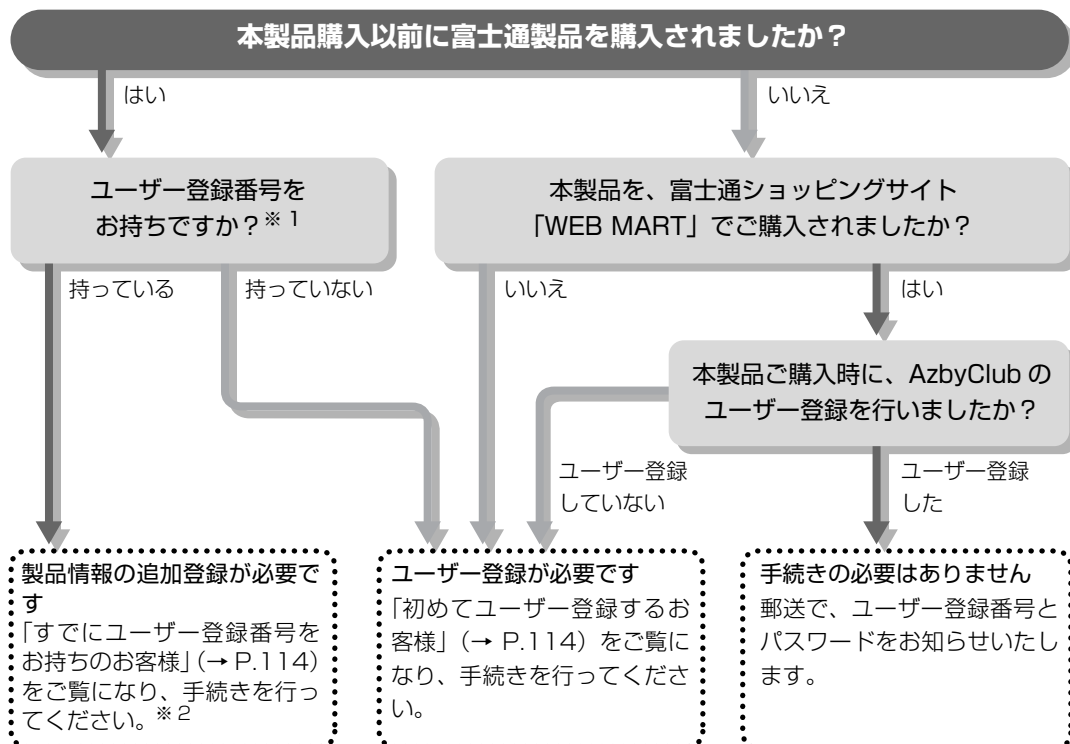 本製品購入以前に富士通製品を購入されましたか？
はい
いいえ
ユーザー登録番号を
お持ちですか？※1
本製品を、富士通ショッピングサイト
「WEB MART」でご購入されましたか？
持っている
持っていない
いいえ
はい
本製品ご購入時に、AzbyClub の
ユーザー登録を行いましたか？
ユーザー登録
していない
ユーザー登録
した
製品情報の追加登録が必要で
す
「すでにユーザー登録番号を
お持ちのお客様」（→ P.114）
をご覧になり、手続きを行っ
てください。※2
ユーザー登録が必要です
「初めてユーザー登録するお
客様」（→ P.114）をご覧に
なり、手続きを行ってくださ
い。
手続きの必要はありません
郵送で、ユーザー登録番号と
パスワードをお知らせいたし
ます。